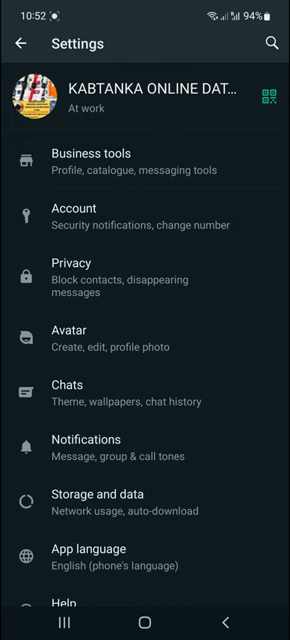 10:52 94%
Settings
KABTANKA ONLINE DAT...
At work
Business tools
Profile, catalogue, messaging tools
Account
Security notifications, change number
Privacy
Block contacts, disappearing
messages
Avatar
Create, edit, profile photo
Chats
Theme, wallpapers, chat history
Notifications
Message, group & call tones
Storage and data
Network usage, auto-download
App language
English (phone's language)
Help